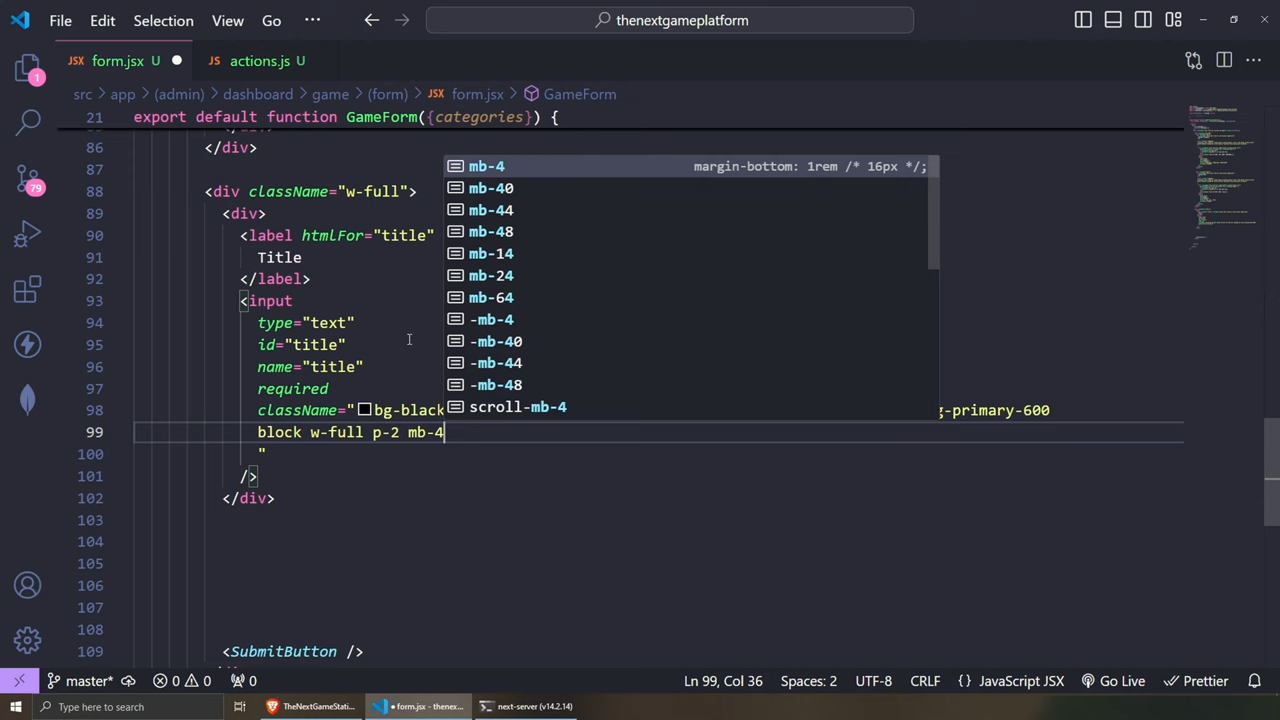 File Edit Selection View Go ··· thenextgameplatform
JSX form.jsx U JS actions.js U
src > app > (admin) > dashboard > game > (form) > JSX form.jsx > GameForm
21 export default function GameForm({categories}) {
86 </div>
87
88 <div className="w-full">
89 <div>
90 <label htmlFor="title"
91 Title
92 </label>
93 <input
94 type="text"
95 id="title"
96 name="title"
97 required
98 className="bg-black g-primary-600
99 block w-full p-2 mb-4
100 "
101 />
102 </div>
103
104
105
106
107
108
109 <SubmitButton />
mb-4 margin-bottom: 1rem /* 16px */;
mb-40
mb-44
mb-48
mb-14
mb-24
mb-64
-mb-4
-mb-40
-mb-44
-mb-48
scroll-mb-4
1
79
master* 0 0 0 Ln 99, Col 36 Spaces: 2 UTF-8 CRLF {} JavaScript JSX Go Live Prettier
Type here to search TheNextGameStati... form.jsx - thenex... next-server (v14.2.14)